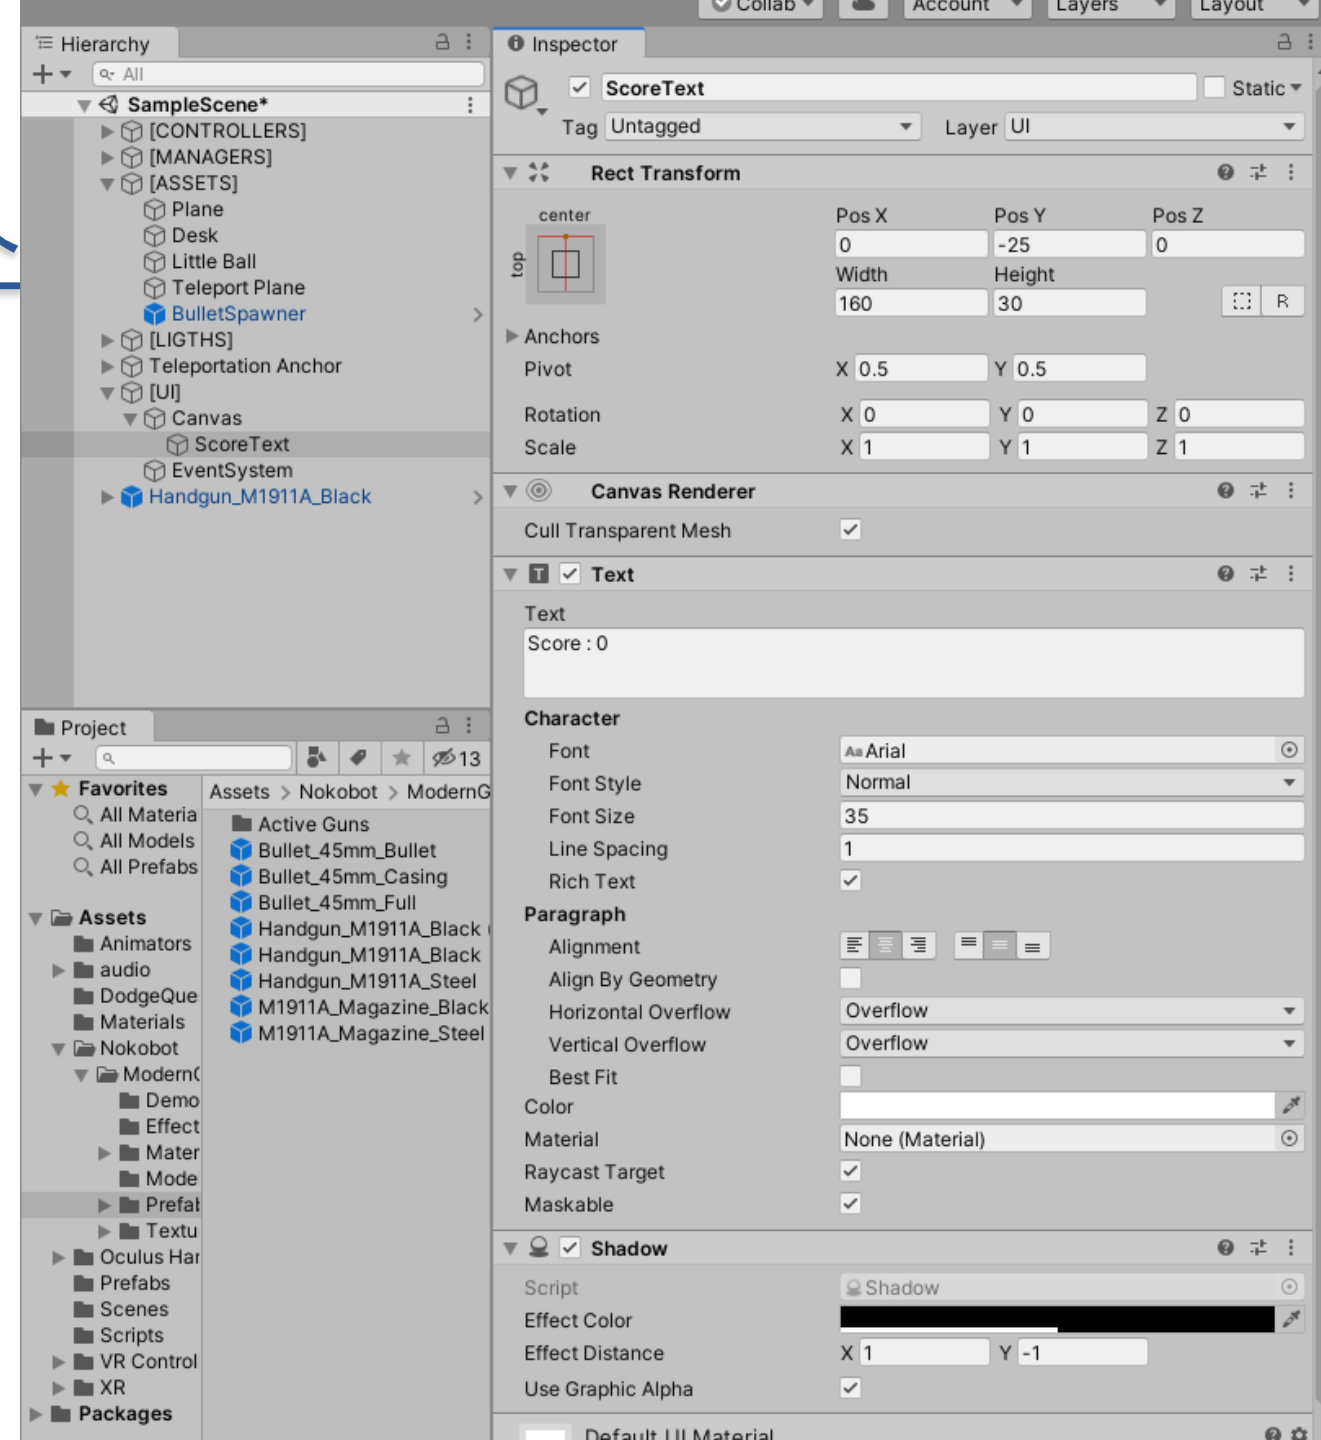 Collab
Account
Layers
Layout
Hierarchy
All
SampleScene*
[CONTROLLERS]
[MANAGERS]
[ASSETS]
Plane
Desk
Little Ball
Teleport Plane
BulletSpawner
[LIGTHS]
Teleportation Anchor
[UI]
Canvas
ScoreText
EventSystem
Handgun_M1911A_Black
Project
13
Favorites
All Materia
All Models
All Prefabs
Assets
Animators
audio
DodgeQue
Materials
Nokobot
Demo
Effect
Mater
Mode
Prefab
Textu
Oculus Har
Prefabs
Scenes
Scripts
VR Control
XR
Packages
Assets > Nokobot > ModernG
Active Guns
Bullet_45mm_Bullet
Bullet_45mm_Casing
Bullet_45mm_Full
Handgun_M1911A_Black
Handgun_M1911A_Black
Handgun_M1911A_Steel
M1911A_Magazine_Black
M1911A_Magazine_Steel
Inspector
ScoreText
Static
Tag Untagged Layer UI
Rect Transform
center
top
Pos X Pos Y Pos Z
0 -25 0
Width Height
160 30
R
Anchors
Pivot X 0.5 Y 0.5
Rotation X 0 Y 0 Z 0
Scale X 1 Y 1 Z 1
Canvas Renderer
Cull Transparent Mesh
T Text
Text
Score : 0
Character
Font Aa Arial
Font Style Normal
Font Size 35
Line Spacing 1
Rich Text
Paragraph
Alignment
Align By Geometry
Horizontal Overflow Overflow
Vertical Overflow Overflow
Best Fit
Color
Material None (Material)
Raycast Target
Maskable
Shadow
Script Shadow
Effect Color
Effect Distance X 1 Y -1
Use Graphic Alpha
Default UI Material